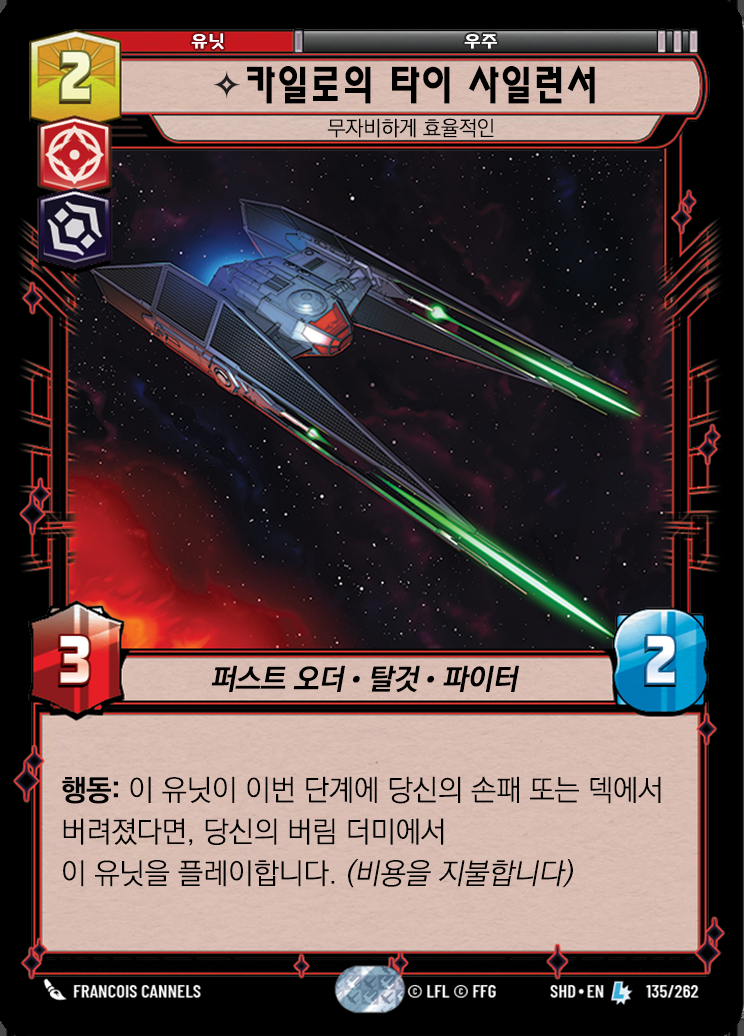 유닛
우주
2
카일로의 타이 사일런서
무자비하게 효율적인
3
2
퍼스트 오더 • 탈것 • 파이터
행동: 이 유닛이 이번 단계에 당신의 손패 또는 덱에서
버려졌다면, 당신의 버림 더미에서
이 유닛을 플레이합니다. (비용을 지불합니다)
FRANCOIS CANNELS
© LFL © FFG
SHD • EN
135/262